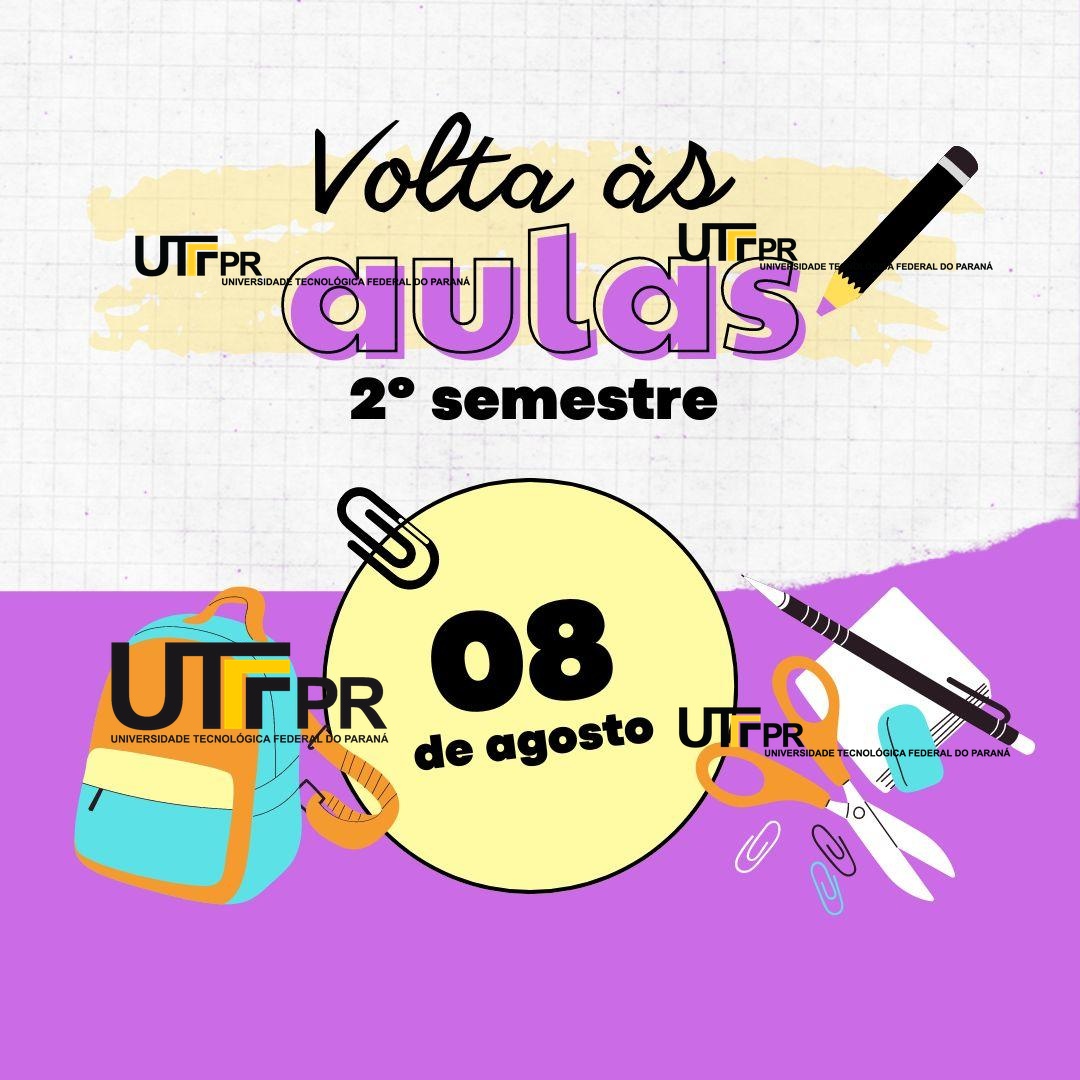 Volta às
UTFPR
UNIVERSIDADE TECNOLÓGICA FEDERAL DO PARANÁ
UTFPR
UNIVERSIDADE TECNOLÓGICA FEDERAL DO PARANÁ
aulas
2º semestre
08
de agosto
UTFPR
UNIVERSIDADE TECNOLÓGICA FEDERAL DO PARANÁ
UTFPR
UNIVERSIDADE TECNOLÓGICA FEDERAL DO PARANÁ